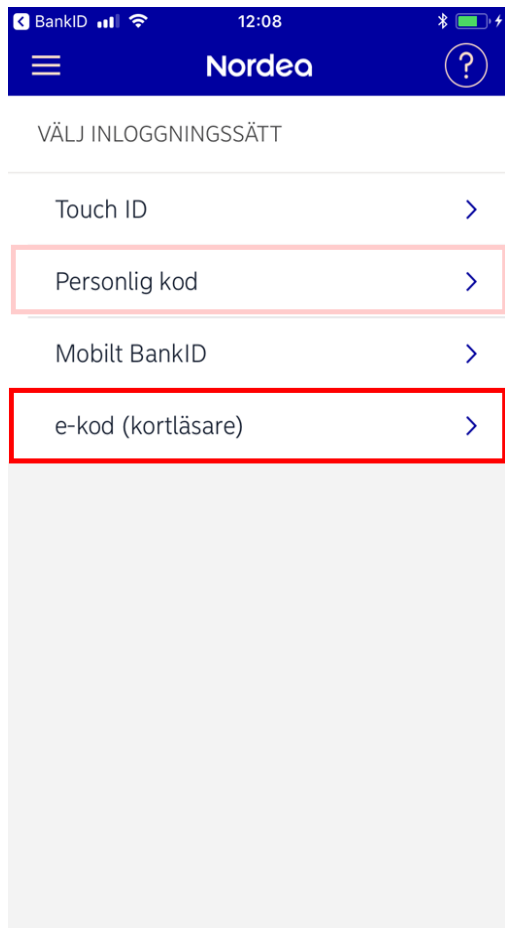 BankID 12:08
Nordea ?
VÄLJ INLOGGNINGSSÄTT
Touch ID
Personlig kod
Mobilt BankID
e-kod (kortläsare)